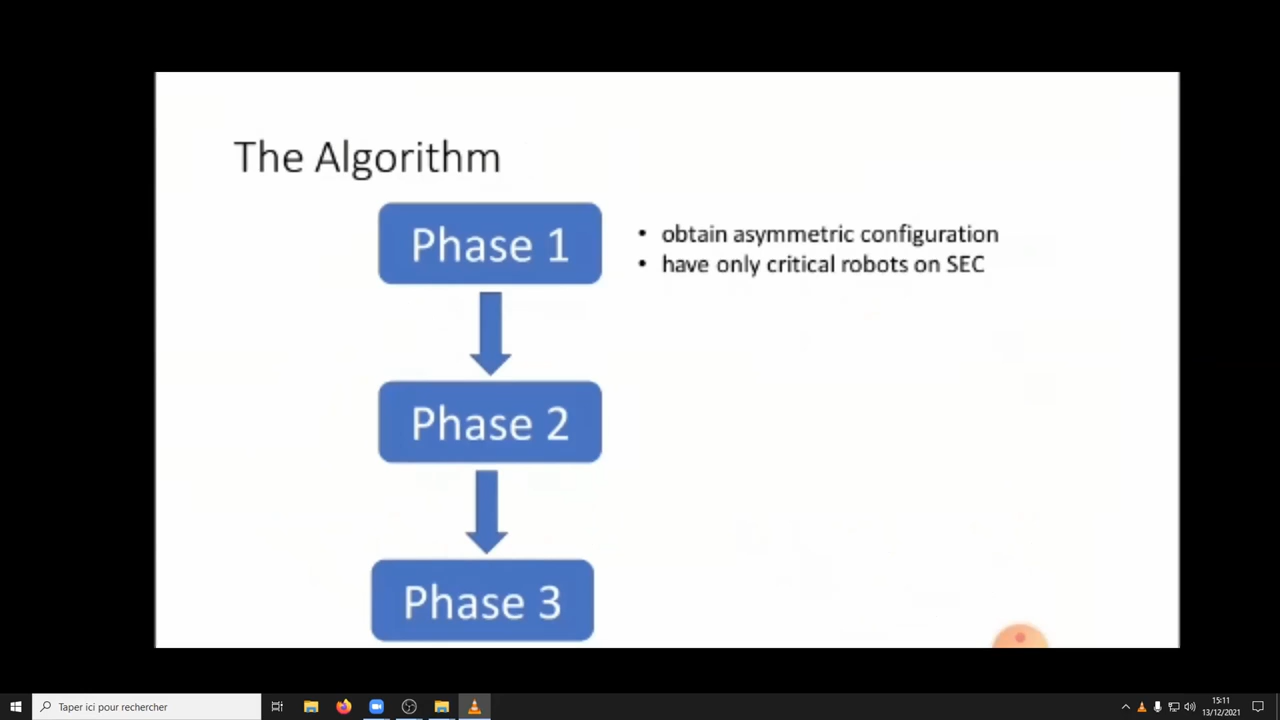 The Algorithm
Phase 1
• obtain asymmetric configuration
• have only critical robots on SEC
Phase 2
Phase 3
Taper ici pour rechercher
15:11
13/12/2021